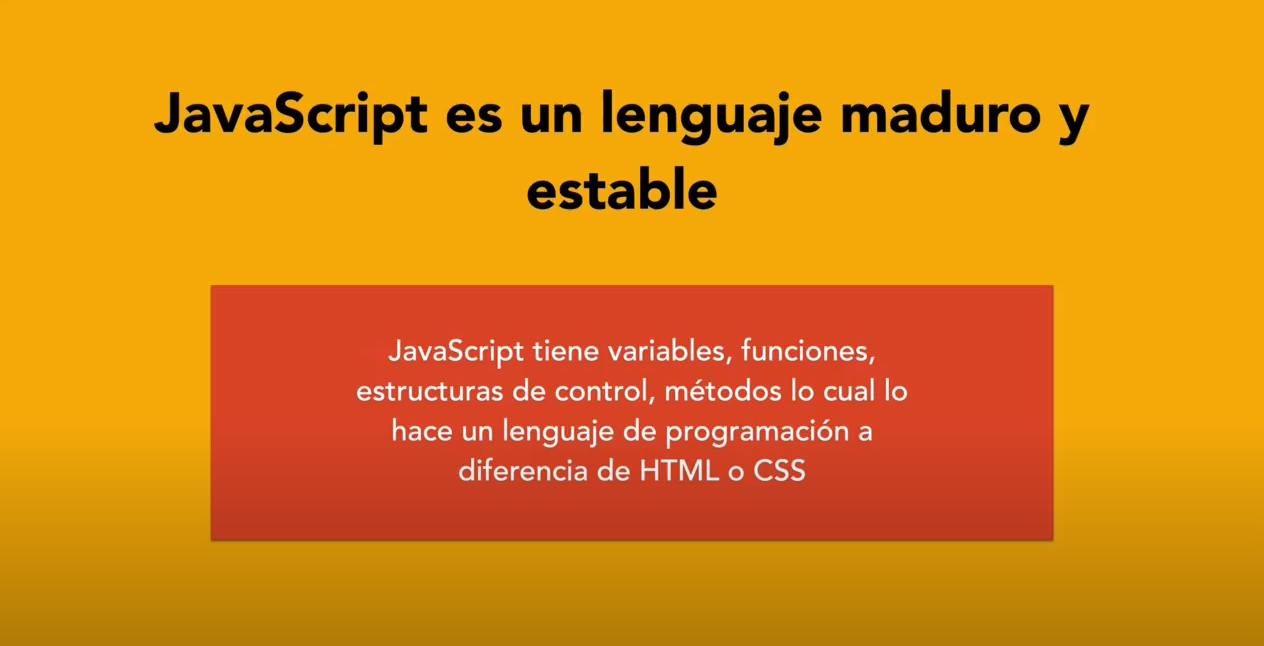 JavaScript es un lenguaje maduro y
estable
JavaScript tiene variables, funciones,
estructuras de control, métodos lo cual lo
hace un lenguaje de programación a
diferencia de HTML o CSS